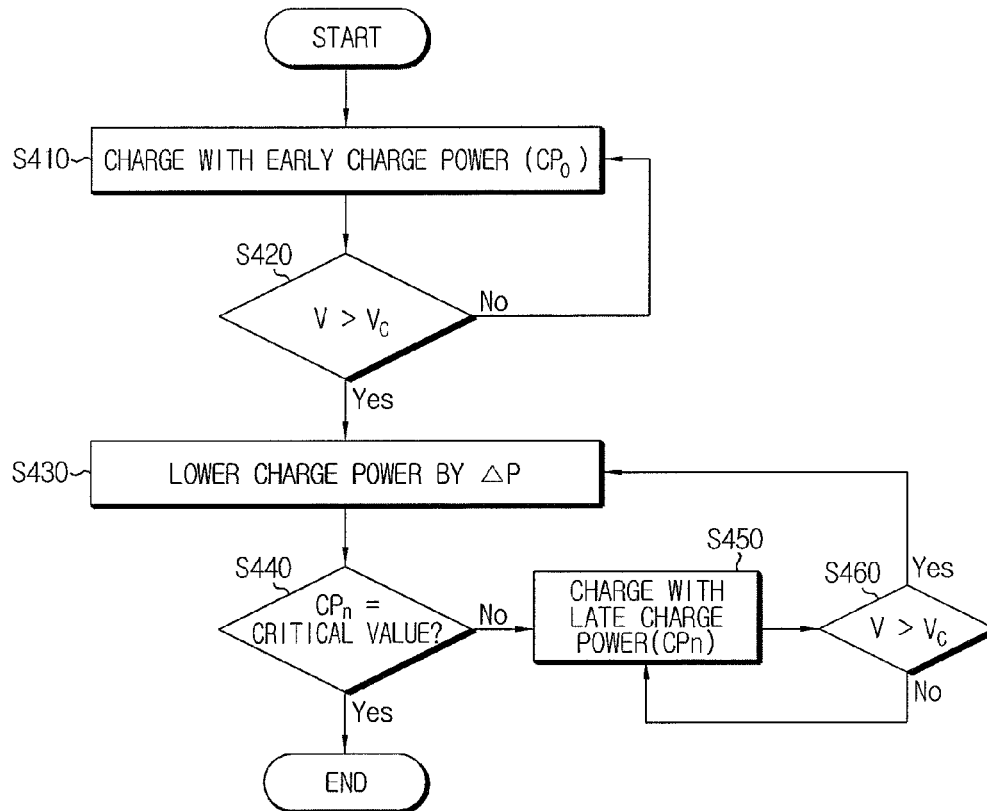 START
S410
CHARGE WITH EARLY CHARGE POWER (CP0)
S420
V > VC
No
Yes
S430
LOWER CHARGE POWER BY △P
S440
CPn =
CRITICAL VALUE?
No
Yes
S450
CHARGE WITH
LATE CHARGE
POWER(CPn)
S460
V > VC
Yes
No
END